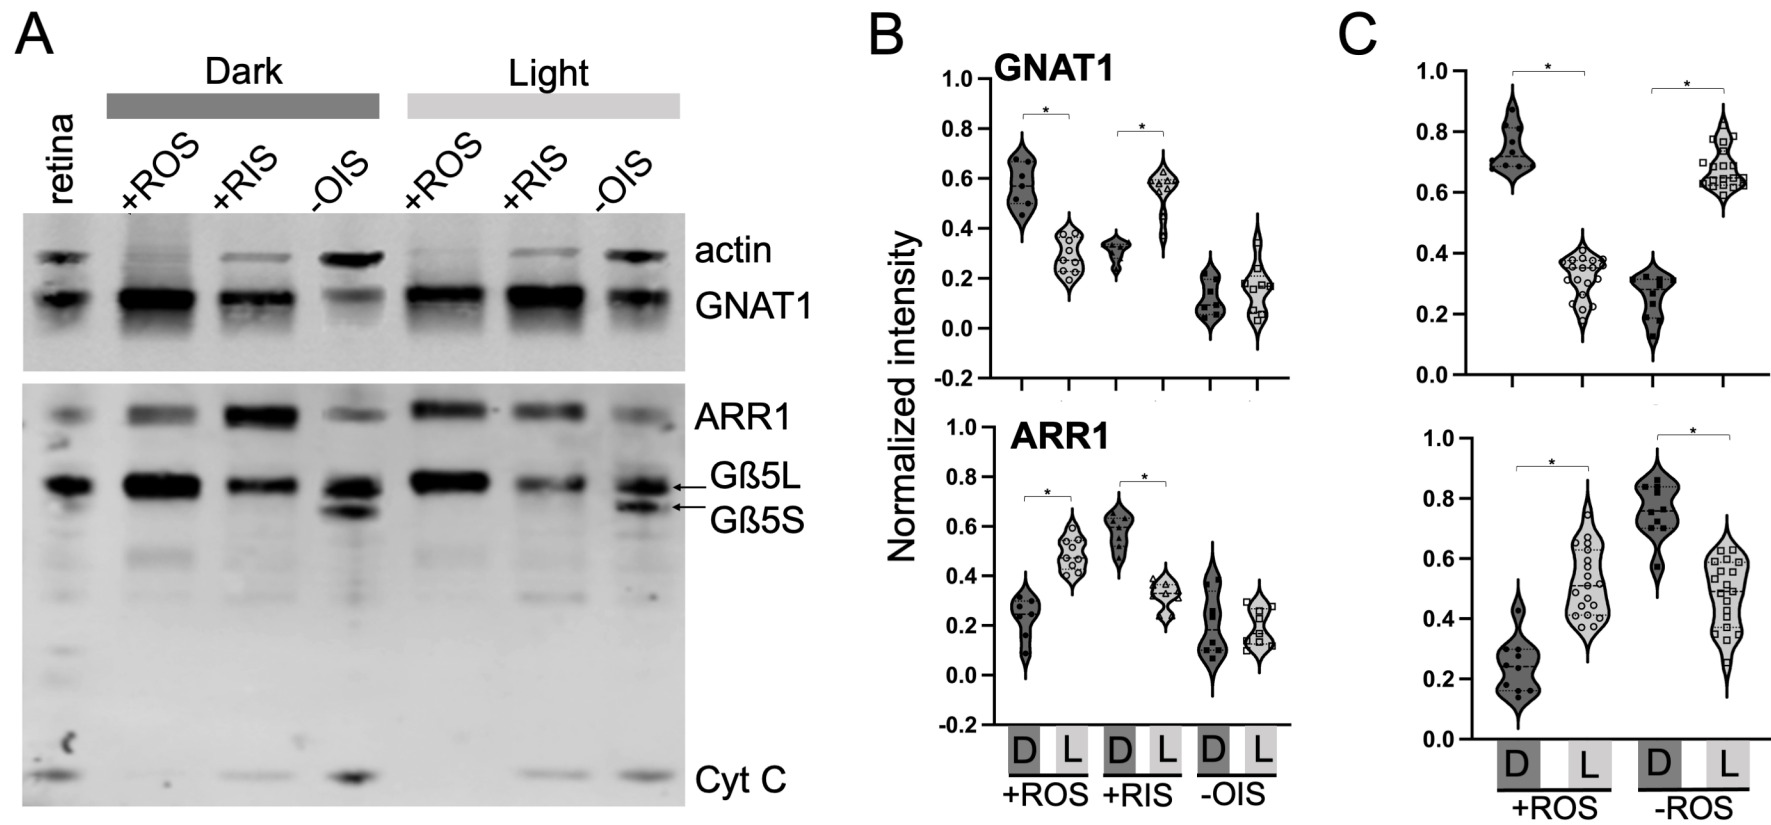 A
Dark
Light
retina
+ROS
+RIS
-OIS
+ROS
+RIS
-OIS
actin
GNAT1
ARR1
Gß5L
Gß5S
Cyt C
B
Normalized intensity
GNAT1
1.0
0.8
0.6
0.4
0.2
0.0
-0.2
*
*
ARR1
1.0
0.8
0.6
0.4
0.2
0.0
-0.2
*
*
D
L
D
L
D
L
+ROS
+RIS
-OIS
C
1.0
0.8
0.6
0.4
0.2
0.0
*
*
1.0
0.8
0.6
0.4
0.2
0.0
*
*
D
L
D
L
+ROS
-ROS